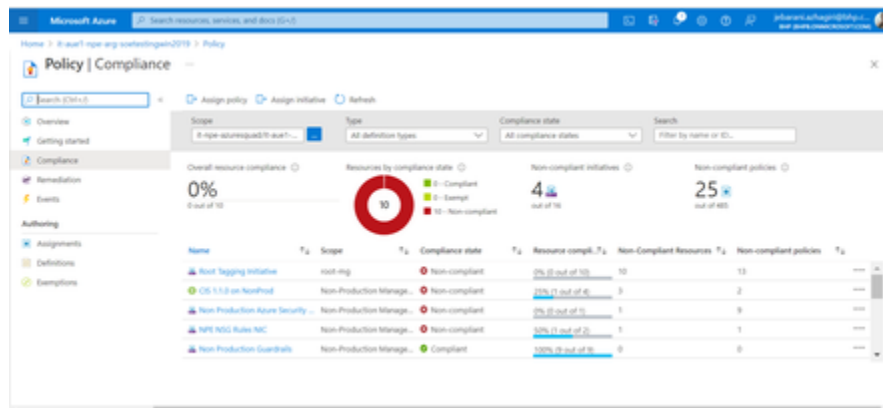 Microsoft Azure
Search resources, services, and docs (G+/)
Home > it-aue1-npe-arg-soetestingwin2019 > Policy
Policy | Compliance
Search (Ctrl+/)
Assign policy Assign initiative Refresh
Overview
Getting started
Compliance
Remediation
Events
Authoring
Assignments
Definitions
Exemptions
Scope Type Compliance state Search
All definition types All compliance states Filter by name or ID...
Overall resource compliance Resources by compliance state Non-compliant initiatives Non-compliant policies
0%
0 out of 10
10
0 - Compliant
0 - Exempt
10 - Non-compliant
4
out of 16
25
out of 465
Name Scope Compliance state Resource compli... Non-Compliant Resources Non-compliant policies
Root Tagging Initiative root-mg Non-compliant 0% (0 out of 10) 10 13
CIS 1.1.0 on NonProd Non-Production Manage... Non-compliant 25% (1 out of 4) 3 2
Non Production Azure Security ... Non-Production Manage... Non-compliant 0% (0 out of 1) 1 9
NPE NSG Rules NIC Non-Production Manage... Non-compliant 50% (1 out of 2) 1 1
Non Production Guardrails Non-Production Manage... Compliant 100% (9 out of 9) 0 0